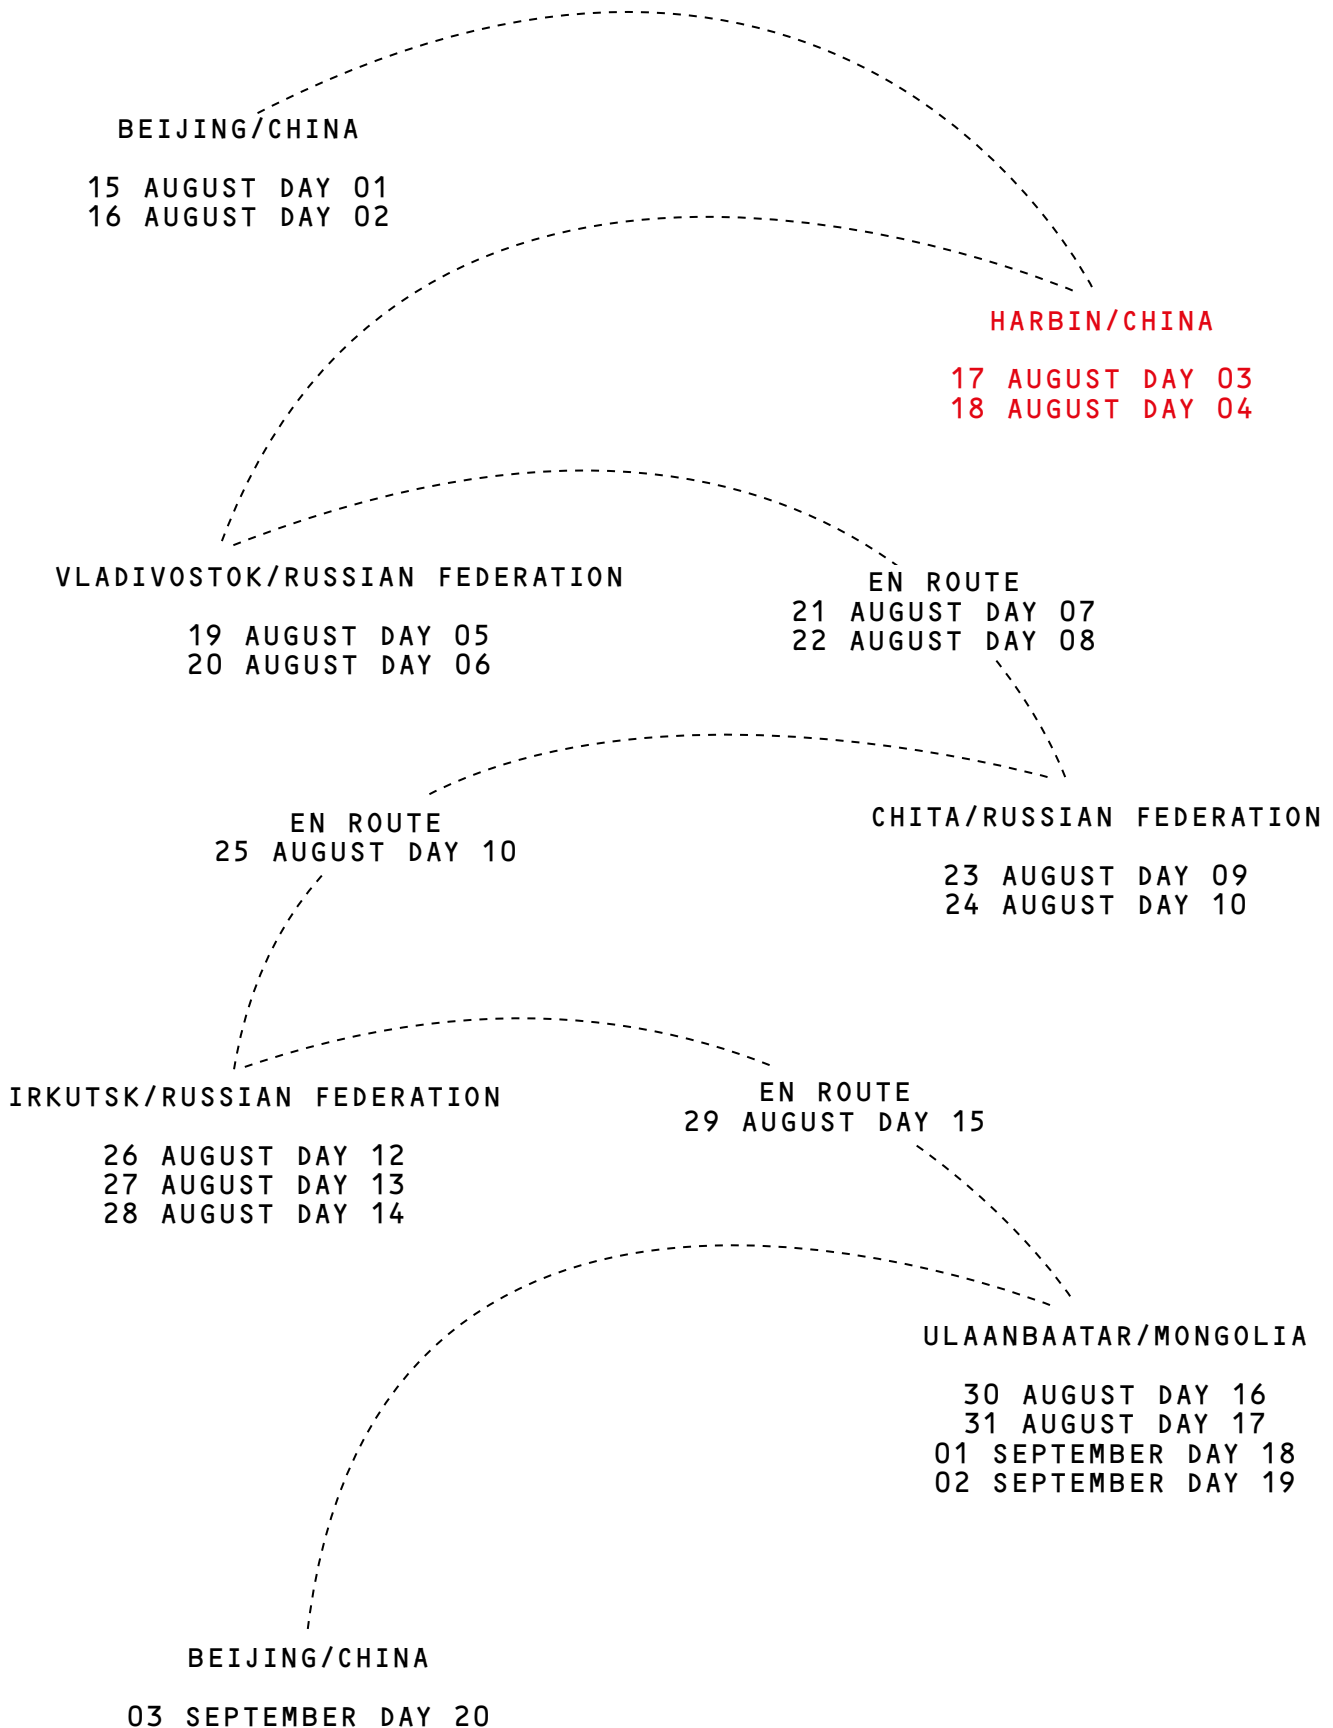 BEIJING/CHINA
15 AUGUST DAY 01
16 AUGUST DAY 02
HARBIN/CHINA
17 AUGUST DAY 03
18 AUGUST DAY 04
VLADIVOSTOK/RUSSIAN FEDERATION
19 AUGUST DAY 05
20 AUGUST DAY 06
EN ROUTE
21 AUGUST DAY 07
22 AUGUST DAY 08
CHITA/RUSSIAN FEDERATION
23 AUGUST DAY 09
24 AUGUST DAY 10
EN ROUTE
25 AUGUST DAY 10
IRKUTSK/RUSSIAN FEDERATION
26 AUGUST DAY 12
27 AUGUST DAY 13
28 AUGUST DAY 14
EN ROUTE
29 AUGUST DAY 15
ULAANBAATAR/MONGOLIA
30 AUGUST DAY 16
31 AUGUST DAY 17
01 SEPTEMBER DAY 18
02 SEPTEMBER DAY 19
BEIJING/CHINA
03 SEPTEMBER DAY 20